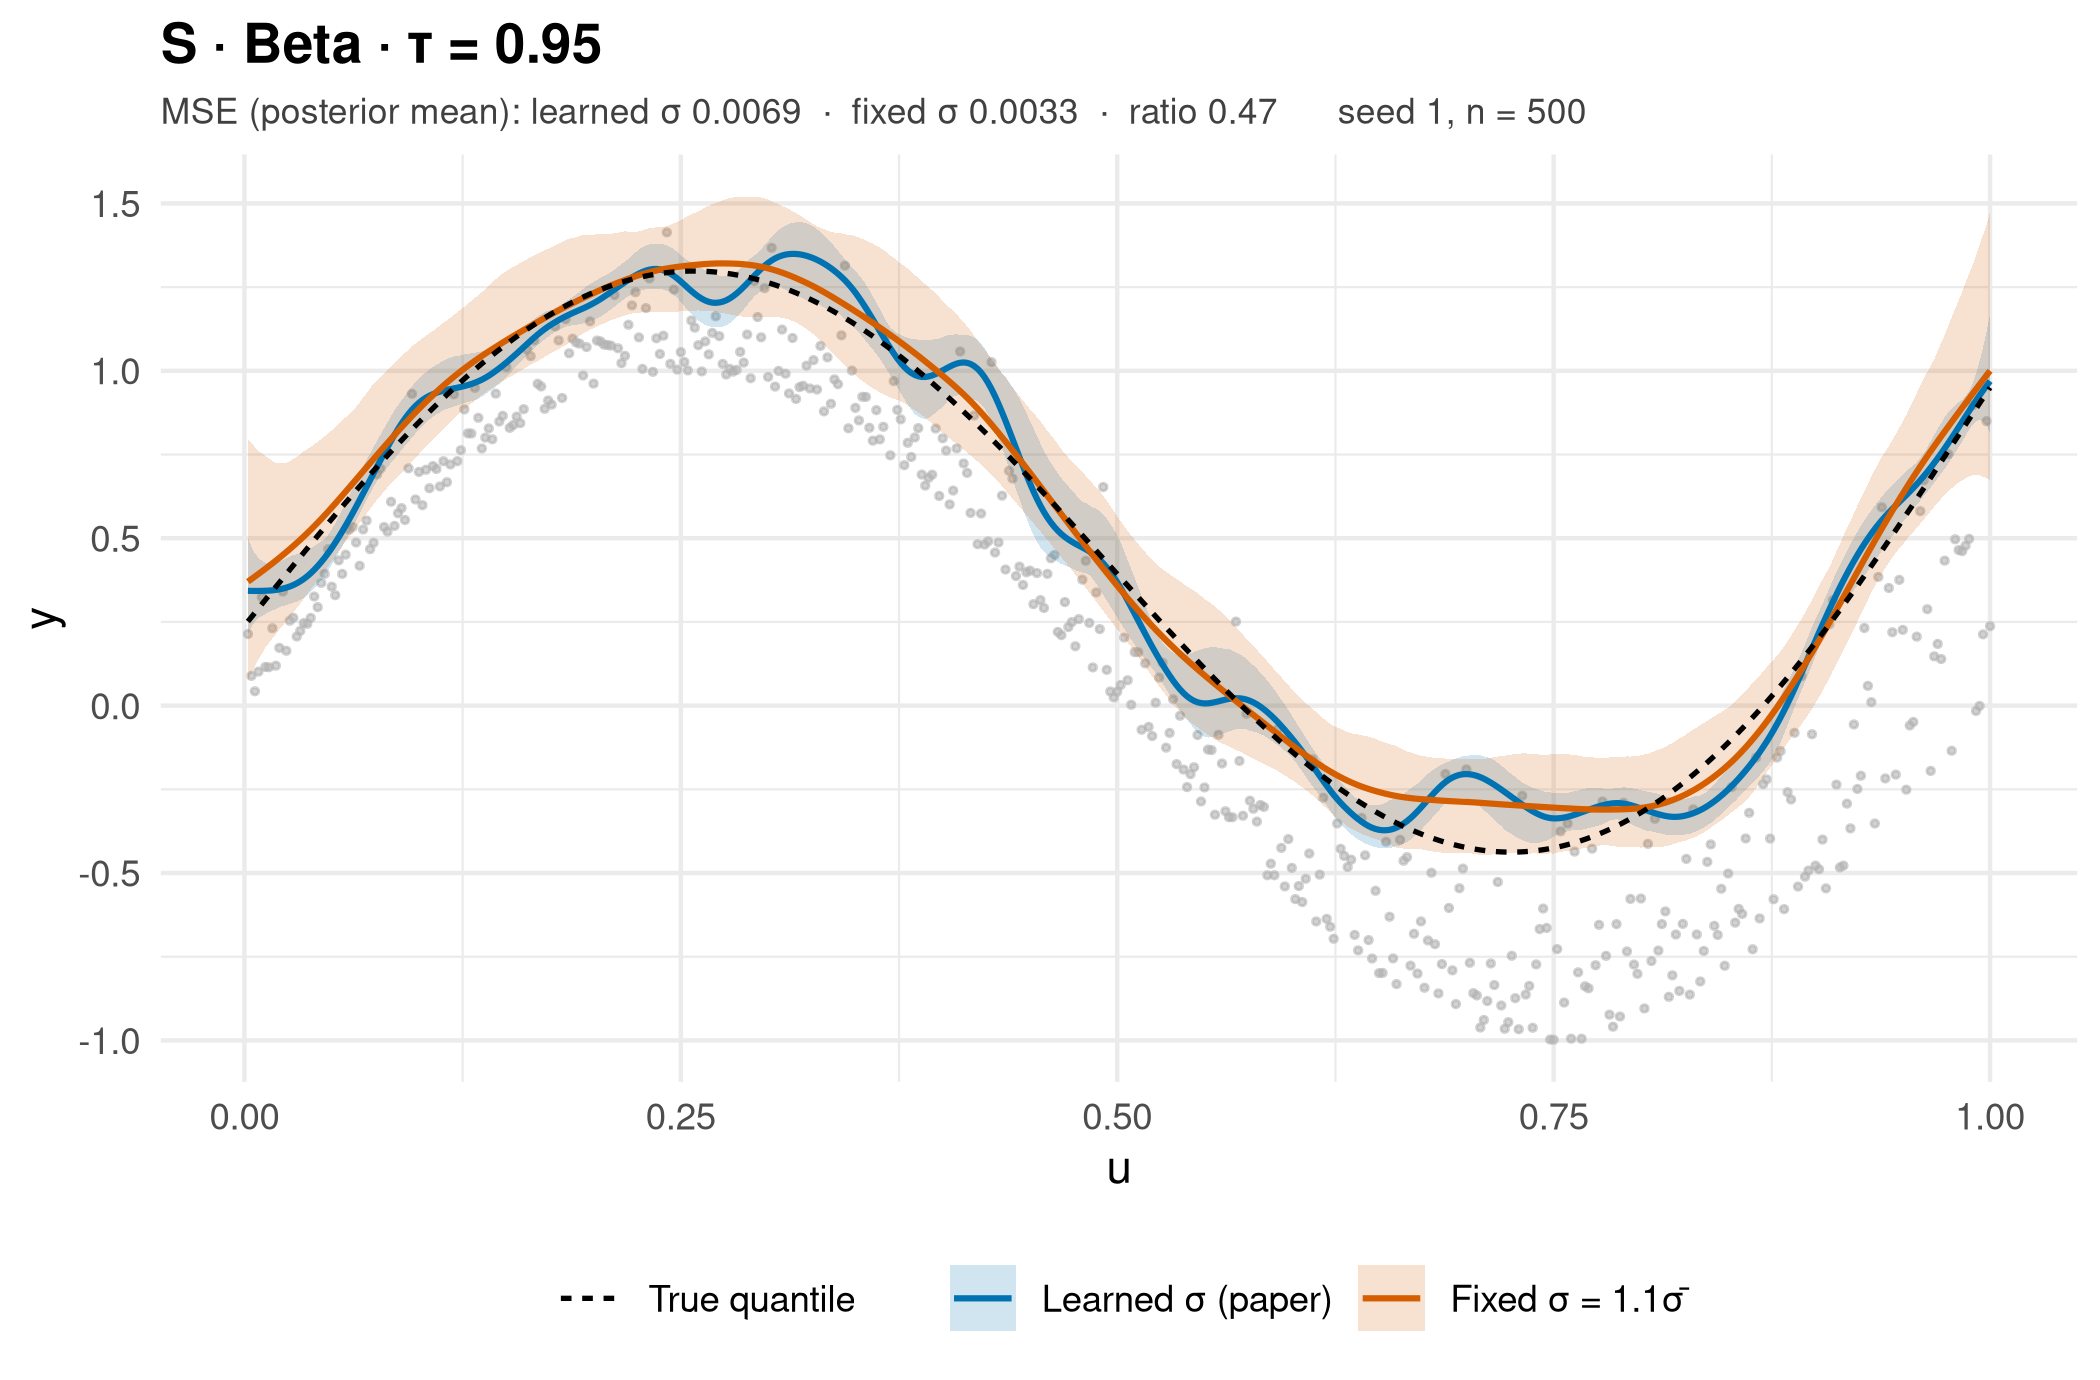 S · Beta · τ = 0.95
MSE (posterior mean): learned σ 0.0069 · fixed σ 0.0033 · ratio 0.47 seed 1, n = 500
y
1.5
1.0
0.5
0.0
-0.5
-1.0
0.00 0.25 0.50 0.75 1.00
u
True quantile Learned σ (paper) Fixed σ = 1.1σ̄